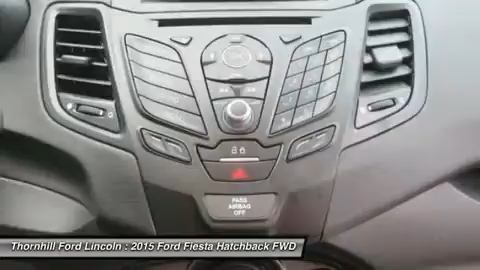 PASS
AIRBAG
OFF
Thornhill Ford Lincoln : 2015 Ford Fiesta Hatchback FWD